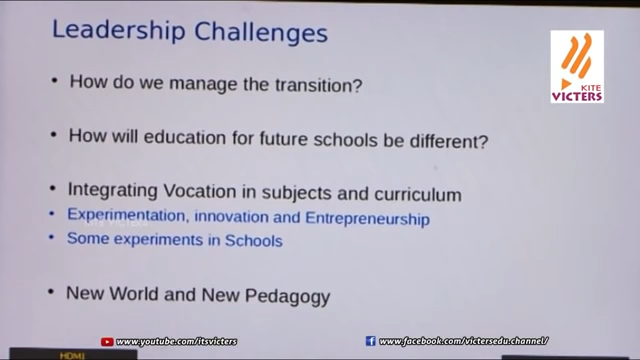 Leadership Challenges
KITE
VICTERS
• How do we manage the transition?
• How will education for future schools be different?
• Integrating Vocation in subjects and curriculum
• Experimentation, innovation and Entrepreneurship
• Some experiments in Schools
• New World and New Pedagogy
HDMI
www.youtube.com/itsvicters
www.facebook.com/victersedu.channel/